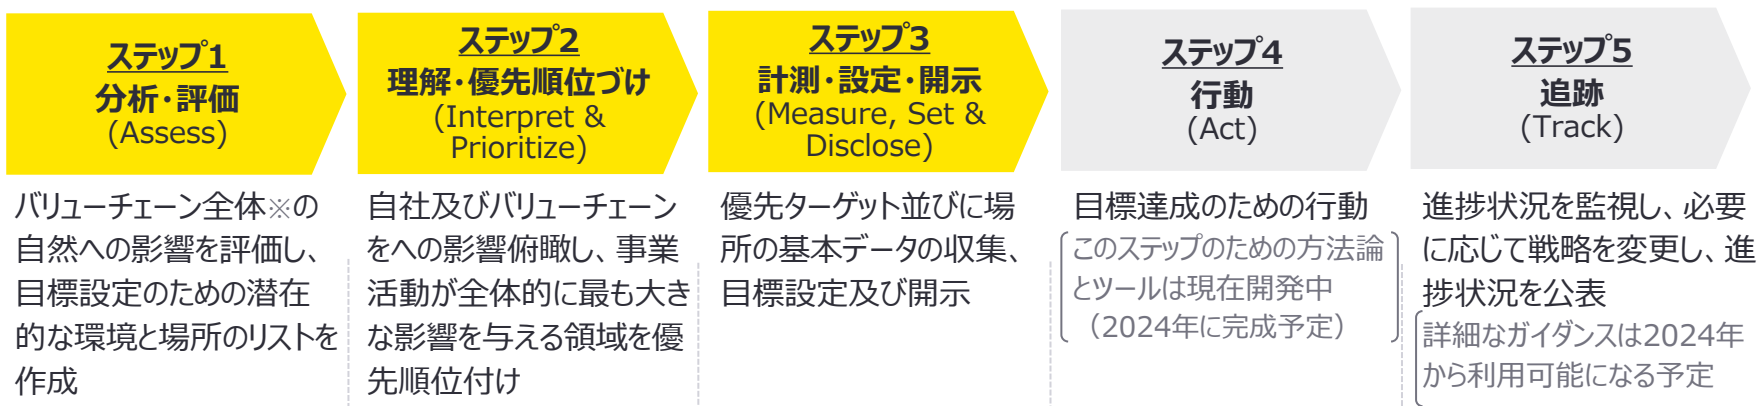 ステップ1
分析・評価
(Assess)
バリューチェーン全体※の
自然への影響を評価し、
目標設定のための潜在
的な環境と場所のリストを
作成
ステップ2
理解・優先順位づけ
(Interpret &
Prioritize)
自社及びバリューチェーン
をへの影響俯瞰し、事業
活動が全体的に最も大き
な影響を与える領域を優
先順位付け
ステップ3
計測・設定・開示
(Measure, Set &
Disclose)
優先ターゲット並びに場
所の基本データの収集、
目標設定及び開示
ステップ4
行動
(Act)
目標達成のための行動
このステップのための方法論
とツールは現在開発中
（2024年に完成予定）
ステップ5
追跡
(Track)
進捗状況を監視し、必要
に応じて戦略を変更し、進
捗状況を公表
詳細なガイダンスは2024年
から利用可能になる予定